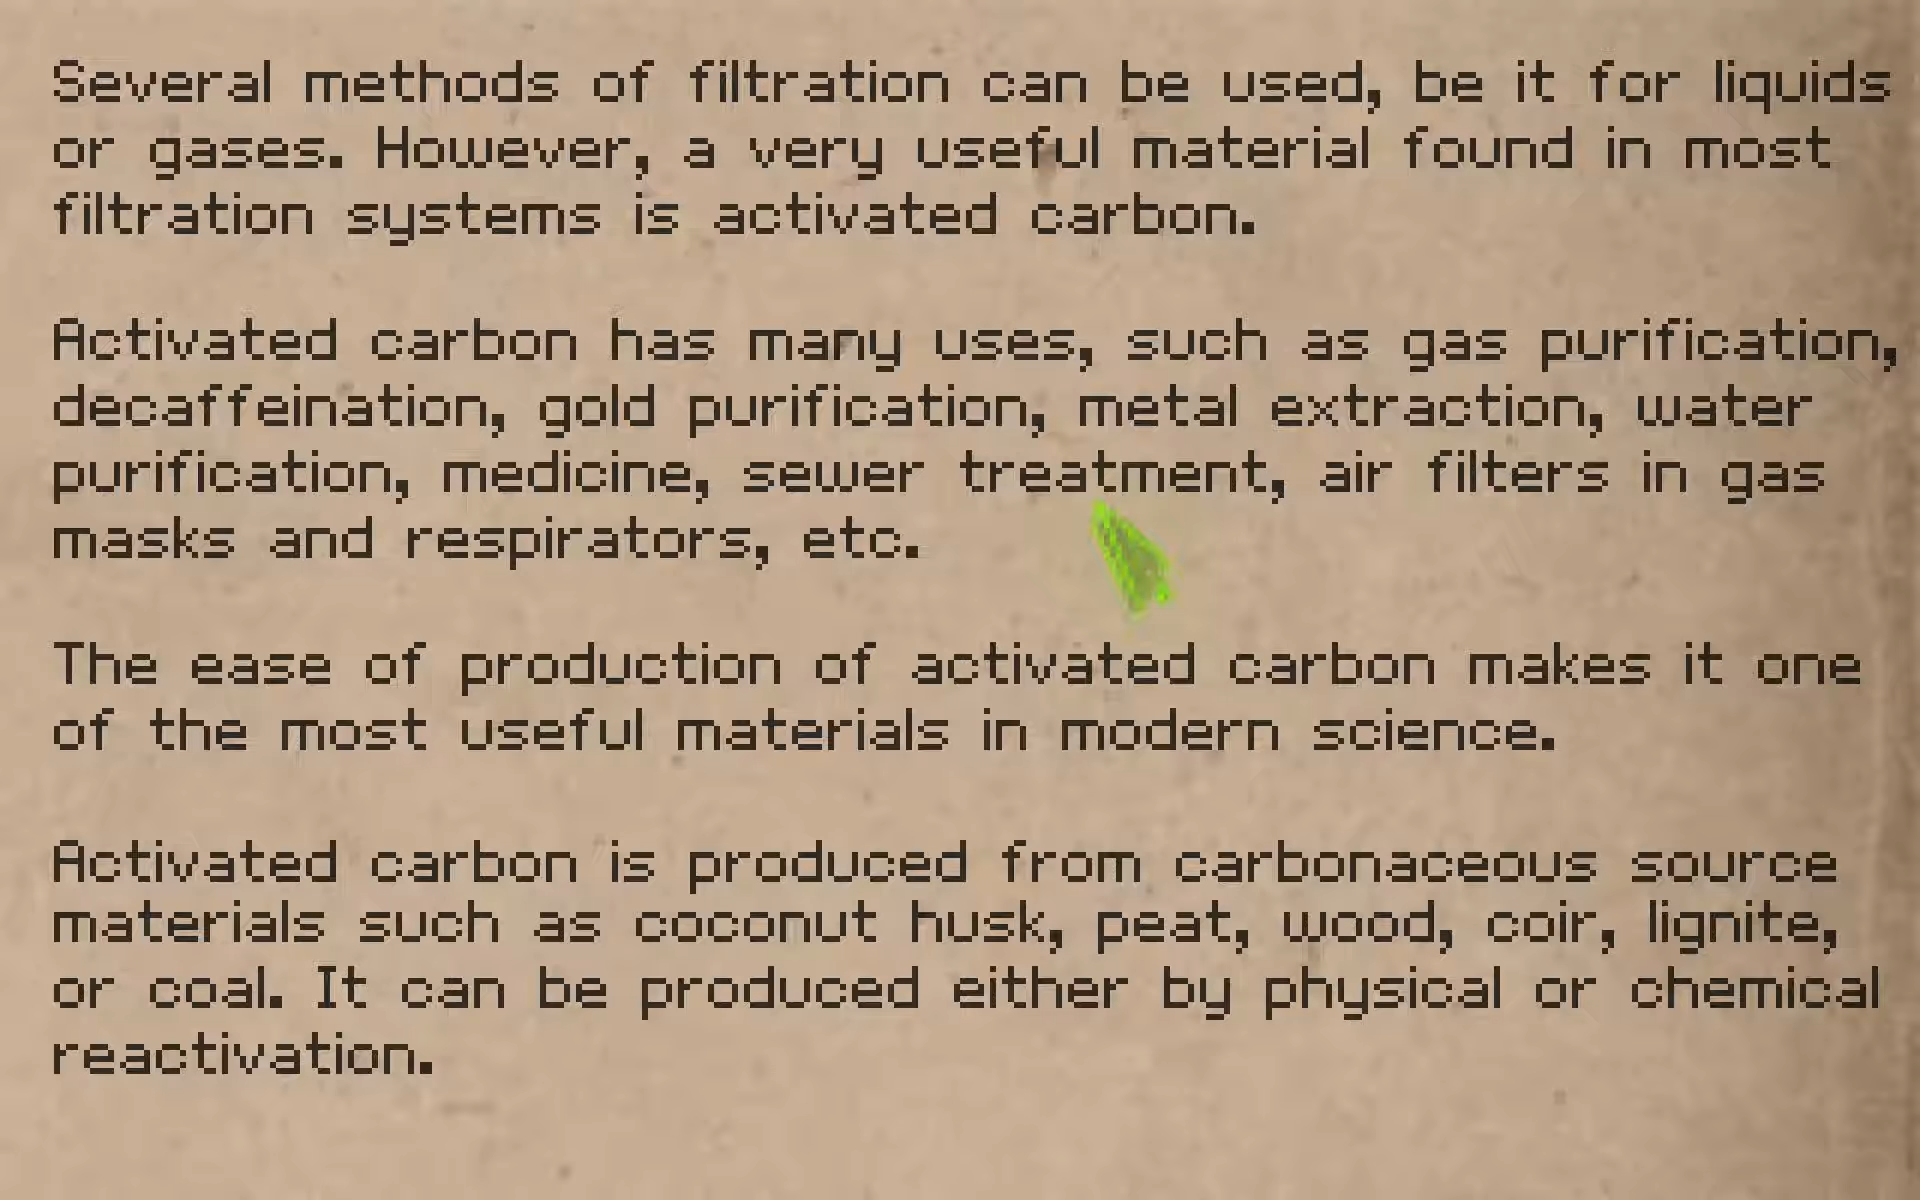 Several methods of filtration can be used, be it for liquids
or gases. However, a very useful material found in most
filtration systems is activated carbon.
Activated carbon has many uses, such as gas purification,
decaffeination, gold purification, metal extraction, water
purification, medicine, sewer treatment, air filters in gas
masks and respirators, etc.
The ease of production of activated carbon makes it one
of the most useful materials in modern science.
Activated carbon is produced from carbonaceous source
materials such as coconut husk, peat, wood, coir, lignite,
or coal. It can be produced either by physical or chemical
reactivation.